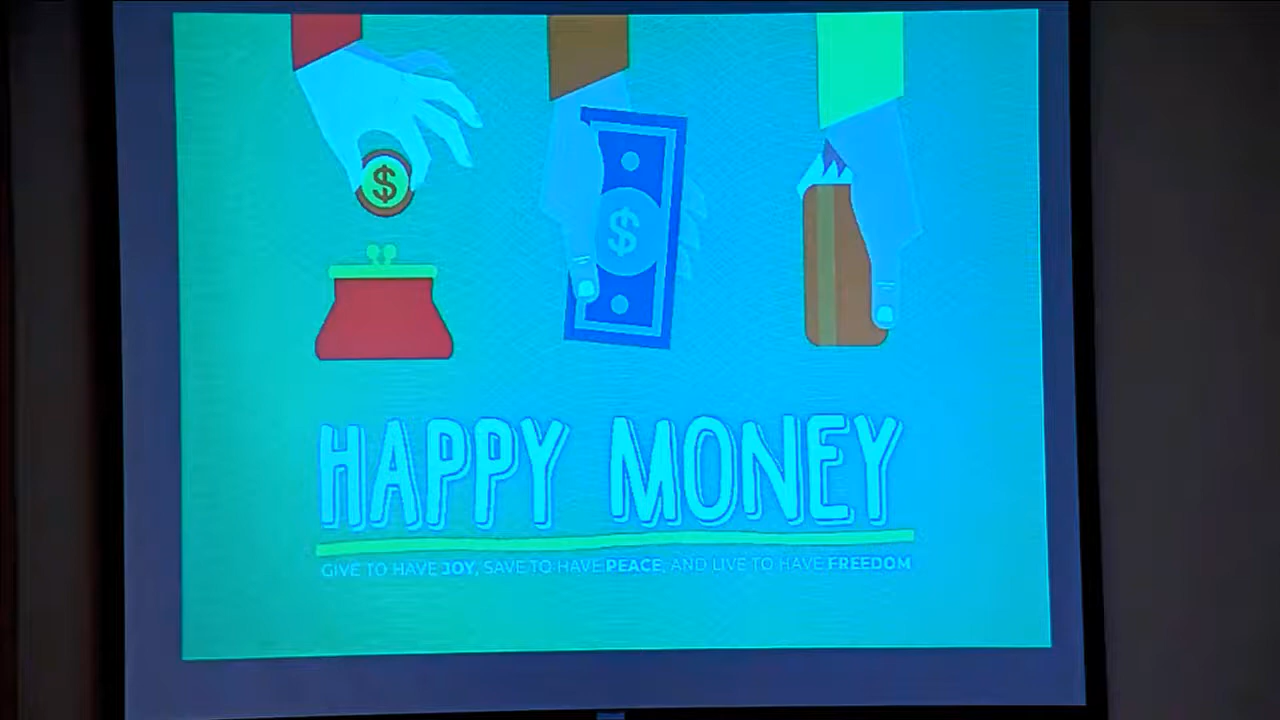 $
$
HAPPY MONEY
GIVE TO HAVE JOY, SAVE TO HAVE PEACE, AND LIVE TO HAVE FREEDOM